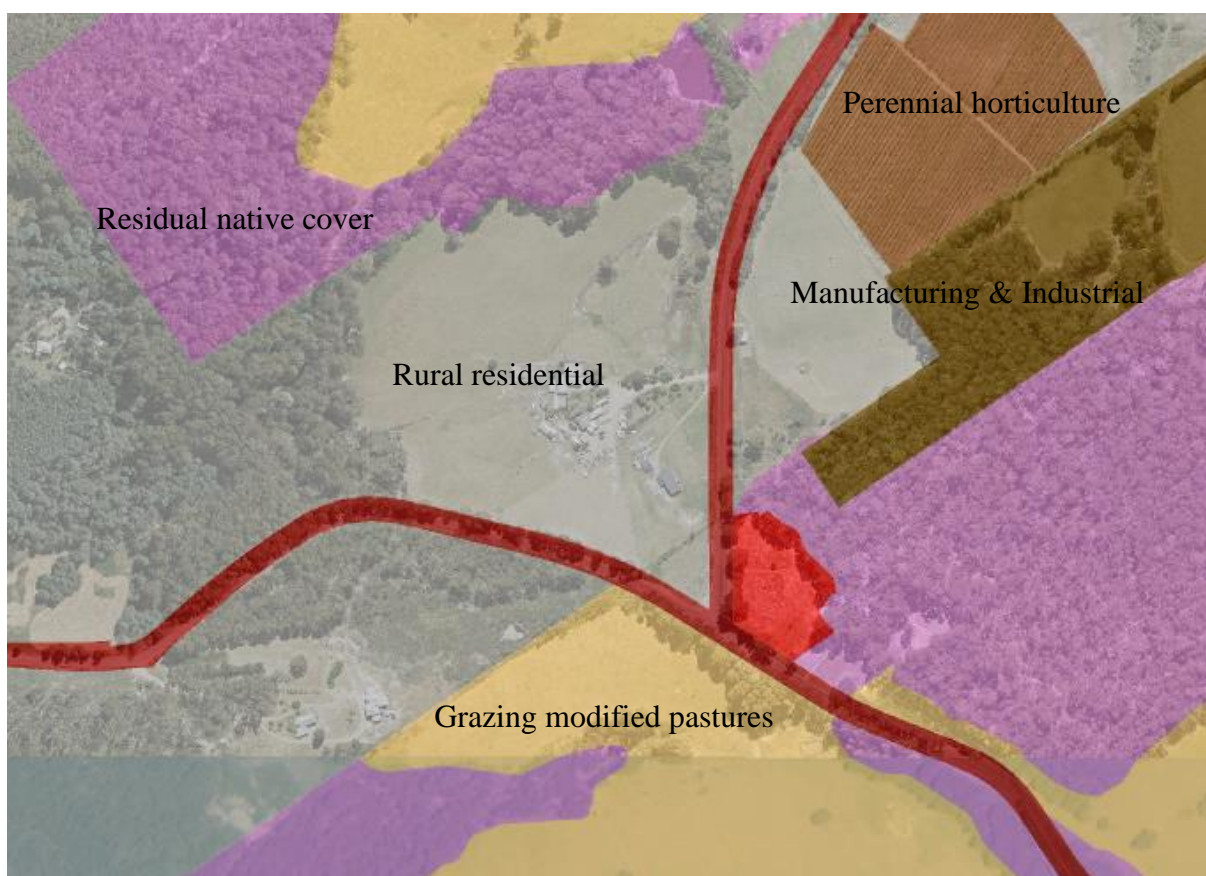 Perennial horticulture
Residual native cover
Manufacturing & Industrial
Rural residential
Grazing modified pastures